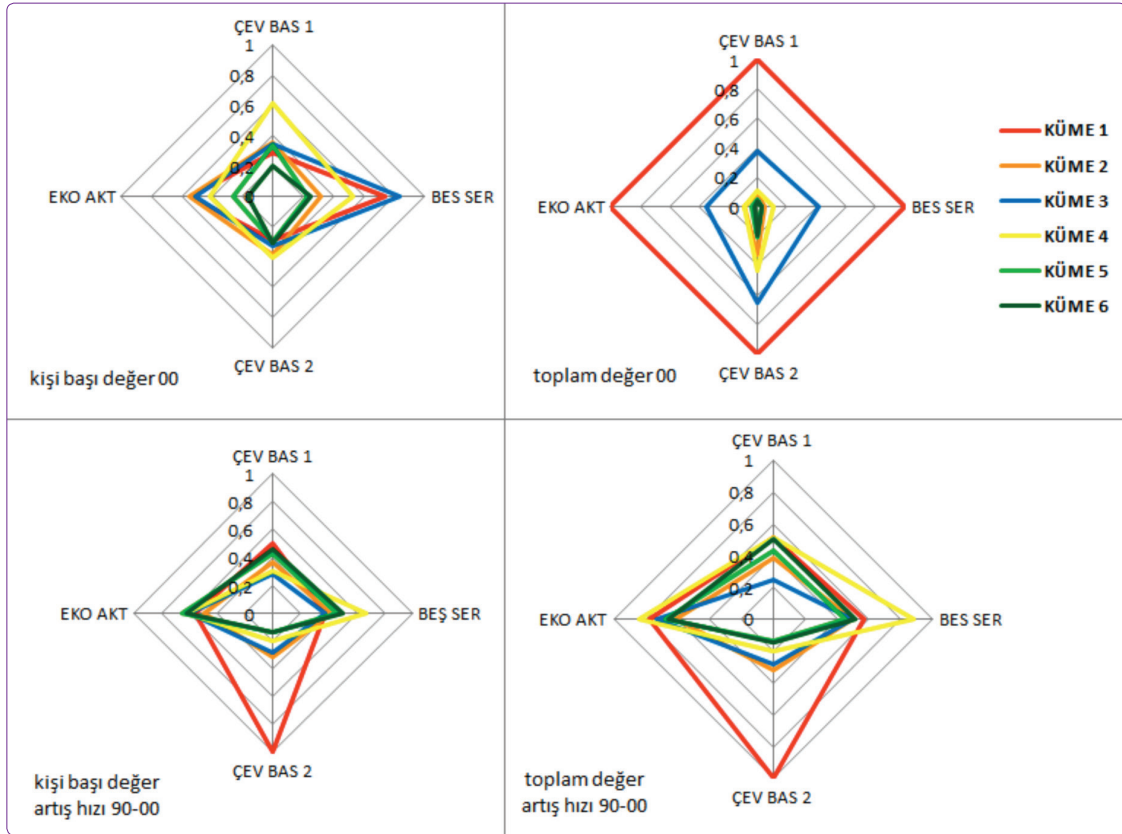 ÇEV BAS 1
1
0,8
0,6
0,4
0,2
0
EKO AKT
BES SER
ÇEV BAS 2
kişi başı değer 00
ÇEV BAS 1
1
0,8
0,6
0,4
0,2
0
EKO AKT
BES SER
ÇEV BAS 2
toplam değer 00
KÜME 1
KÜME 2
KÜME 3
KÜME 4
KÜME 5
KÜME 6
ÇEV BAS 1
1
0,8
0,6
0,4
0,2
0
EKO AKT
BEŞ SER
ÇEV BAS 2
kişi başı değer
artış hızı 90-00
ÇEV BAS 1
1
0,8
0,6
0,4
0,2
0
EKO AKT
BES SER
ÇEV BAS 2
toplam değer
artış hızı 90-00